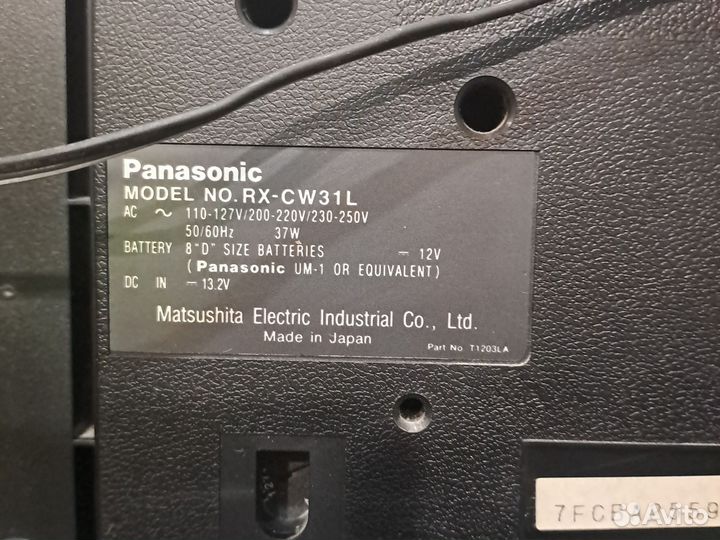 Panasonic
MODEL NO. RX-CW31L
AC ～ 110-127V/200-220V/230-250V
50/60Hz 37W
BATTERY 8 "D" SIZE BATTERIES ⎓ 12V
(Panasonic UM-1 OR EQUIVALENT)
DC IN ⎓ 13.2V
Matsushita Electric Industrial Co., Ltd.
Made in Japan
Part No. T1203LA
Avito